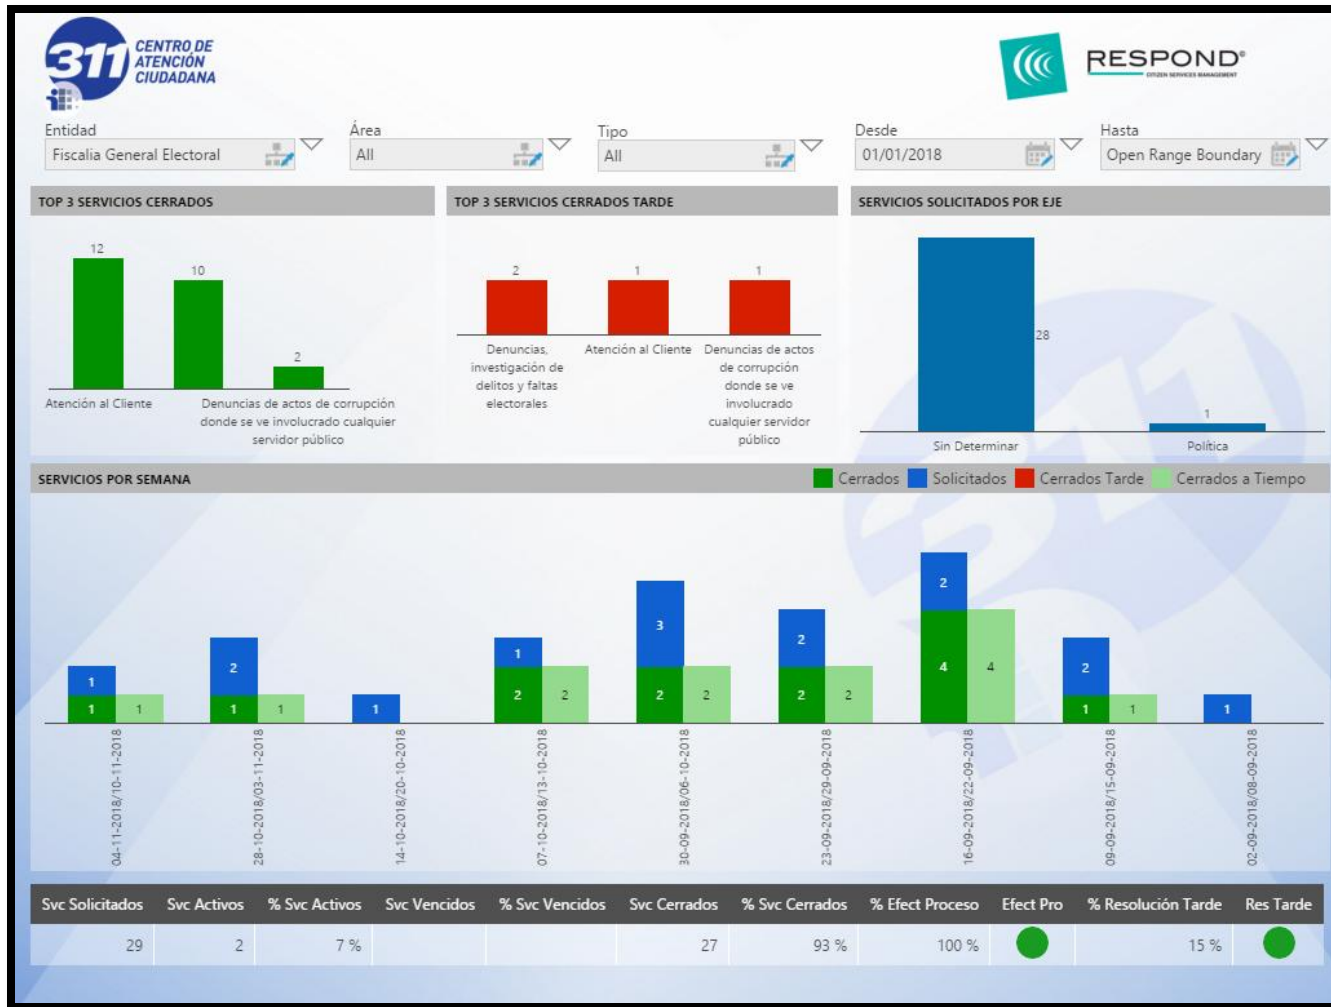 311 CENTRO DE
ATENCIÓN
CIUDADANA
RESPOND®
CITIZEN SERVICES MANAGEMENT
Entidad
Área
Tipo
Desde
Hasta
Fiscalia General Electoral
All
All
01/01/2018
Open Range Boundary
TOP 3 SERVICIOS CERRADOS
12
10
2
Atención al Cliente
Denuncias de actos de corrupción
donde se ve involucrado cualquier
servidor público
TOP 3 SERVICIOS CERRADOS TARDE
2
1
1
Denuncias,
investigación de
delitos y faltas
electorales
Atención al Cliente
Denuncias de actos
de corrupción
donde se ve
involucrado
cualquier servidor
público
SERVICIOS SOLICITADOS POR EJE
28
1
Sin Determinar
Política
SERVICIOS POR SEMANA
Cerrados
Solicitados
Cerrados Tarde
Cerrados a Tiempo
1
1
1
2
1
1
1
1
2
2
3
2
2
2
2
2
2
4
4
2
1
1
1
04-11-2018/10-11-2018
28-10-2018/03-11-2018
14-10-2018/20-10-2018
07-10-2018/13-10-2018
30-09-2018/06-10-2018
23-09-2018/29-09-2018
16-09-2018/22-09-2018
09-09-2018/15-09-2018
02-09-2018/08-09-2018
Svc Solicitados Svc Activos % Svc Activos Svc Vencidos % Svc Vencidos Svc Cerrados % Svc Cerrados % Efect Proceso Efect Pro % Resolución Tarde Res Tarde
29 2 7 % 27 93 % 100 % 15 %